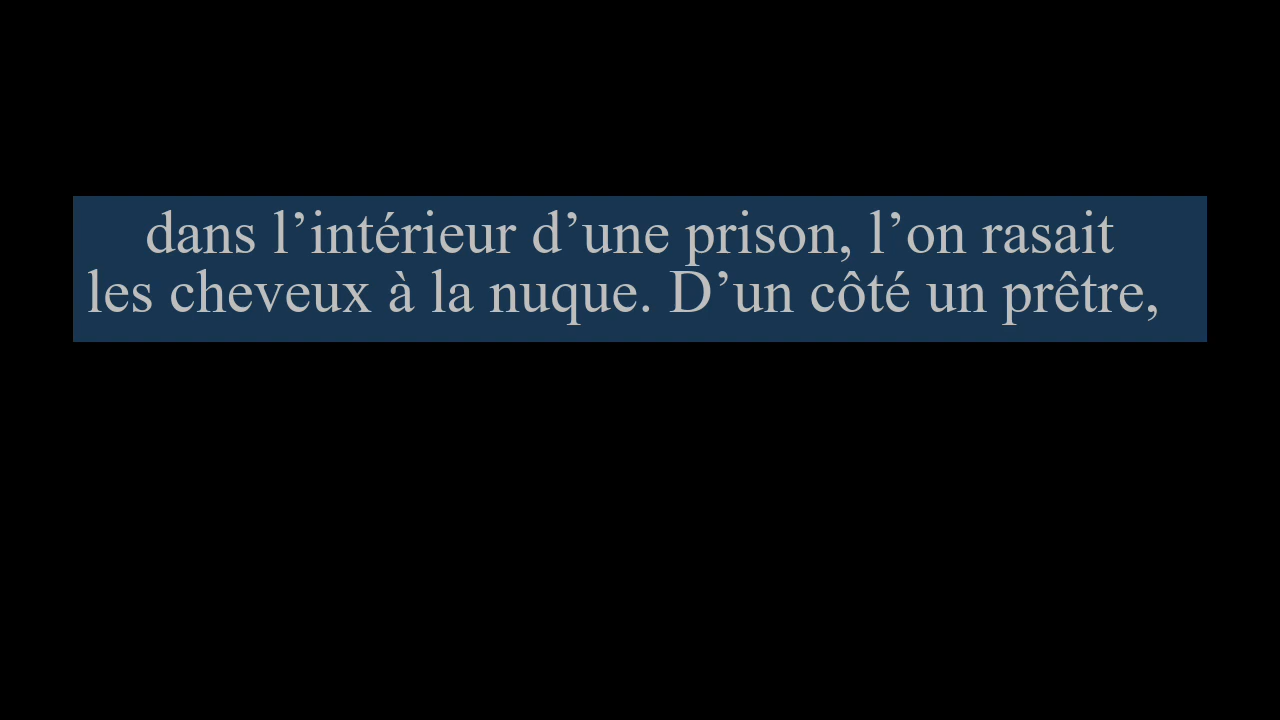 dans l’intérieur d’une prison, l’on rasait
les cheveux à la nuque. D’un côté un prêtre,